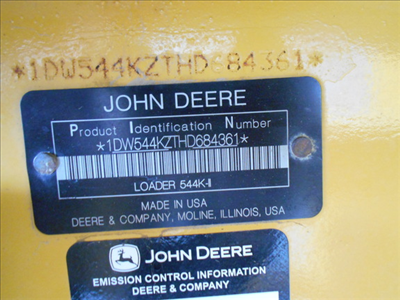 *1DW544KZTHD684361*
JOHN DEERE
Product Identification Number
*1DW544KZTHD684361*
LOADER 544K-II
MADE IN USA
DEERE & COMPANY, MOLINE, ILLINOIS, USA
JOHN DEERE
EMISSION CONTROL INFORMATION
DEERE & COMPANY